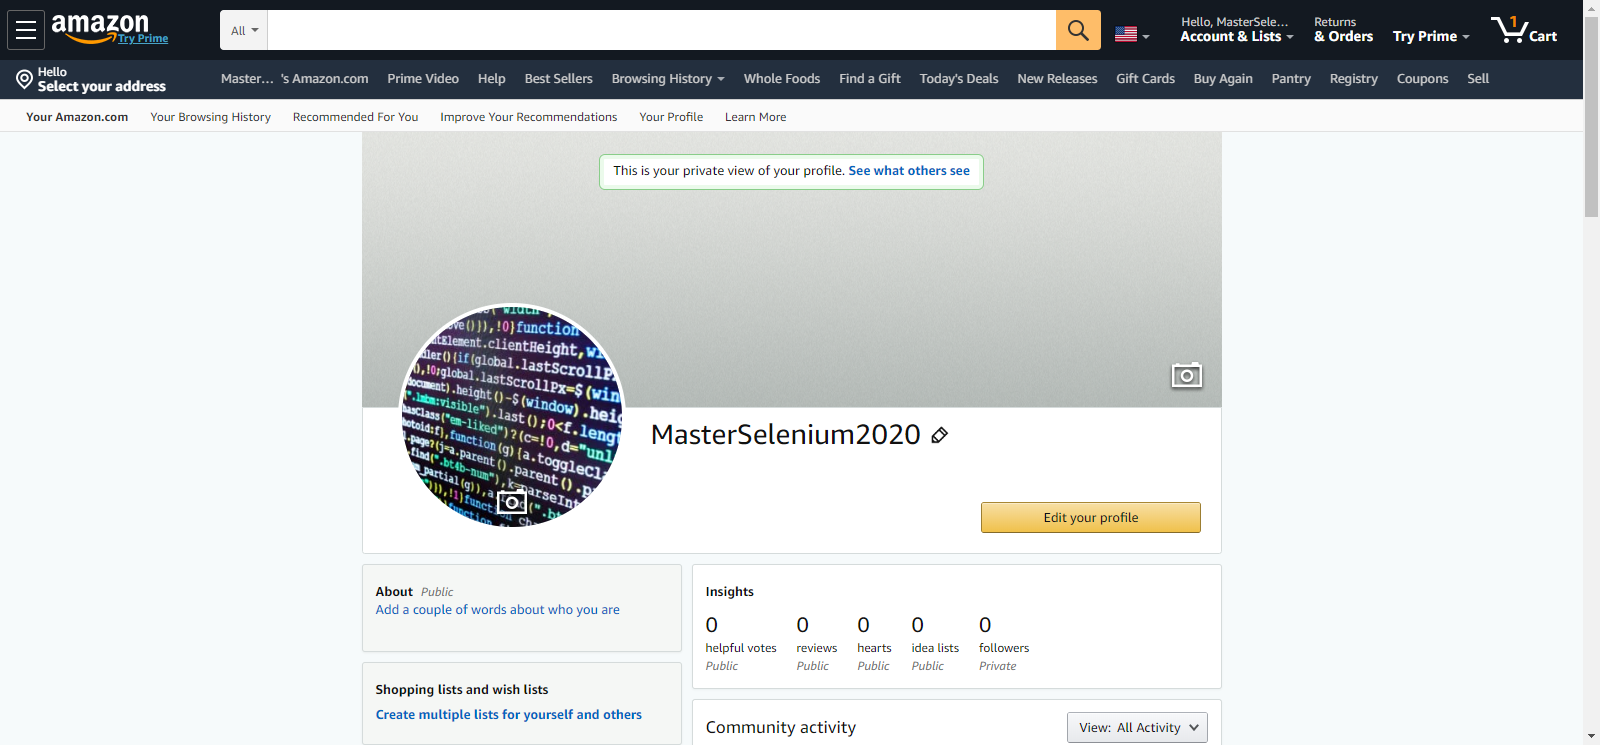 amazon
Try Prime
All
Hello, MasterSele...
Account & Lists
Returns
& Orders
Try Prime
1
Cart
Hello
Select your address
Master... 's Amazon.com
Prime Video
Help
Best Sellers
Browsing History
Whole Foods
Find a Gift
Today's Deals
New Releases
Gift Cards
Buy Again
Pantry
Registry
Coupons
Sell
Your Amazon.com
Your Browsing History
Recommended For You
Improve Your Recommendations
Your Profile
Learn More
This is your private view of your profile. See what others see
MasterSelenium2020
Edit your profile
About Public
Add a couple of words about who you are
Shopping lists and wish lists
Create multiple lists for yourself and others
Insights
0 0 0 0 0
helpful votes reviews hearts idea lists followers
Public Public Public Public Private
Community activity
View: All Activity